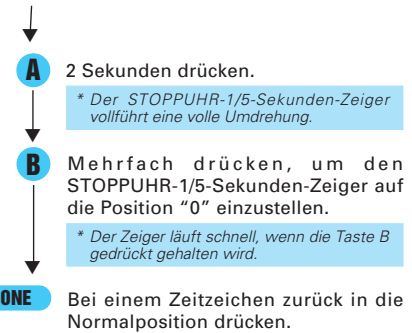 A 2 Sekunden drücken.
* Der STOPPUHR-1/5-Sekunden-Zeiger
vollführt eine volle Umdrehung.
B Mehrfach drücken, um den
STOPPUHR-1/5-Sekunden-Zeiger auf
die Position “0” einzustellen.
* Der Zeiger läuft schnell, wenn die Taste B
gedrückt gehalten wird.
ONE Bei einem Zeitzeichen zurück in die
Normalposition drücken.